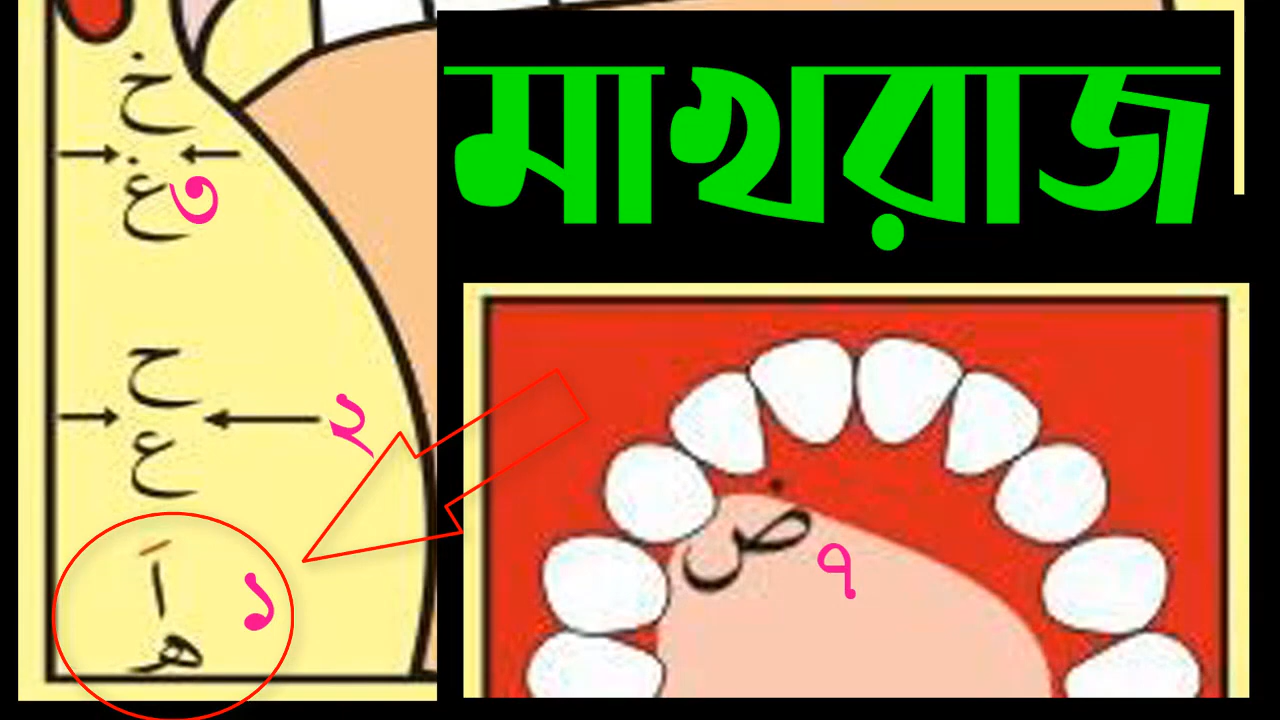 মাখরাজ
خ
غ ৩
ح
২
ع
اَ
১
ه
ض
৭